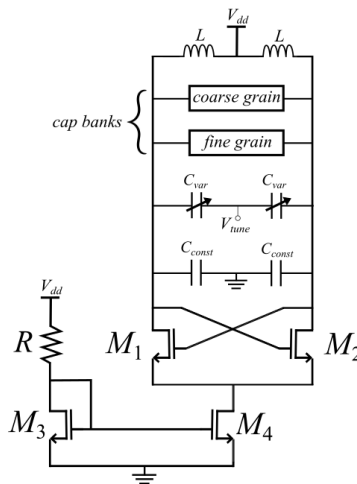 V_dd
L L
coarse grain
cap banks
fine grain
C_var C_var
V_tune
C_const C_const
V_dd
R
M_1 M_2
M_3 M_4